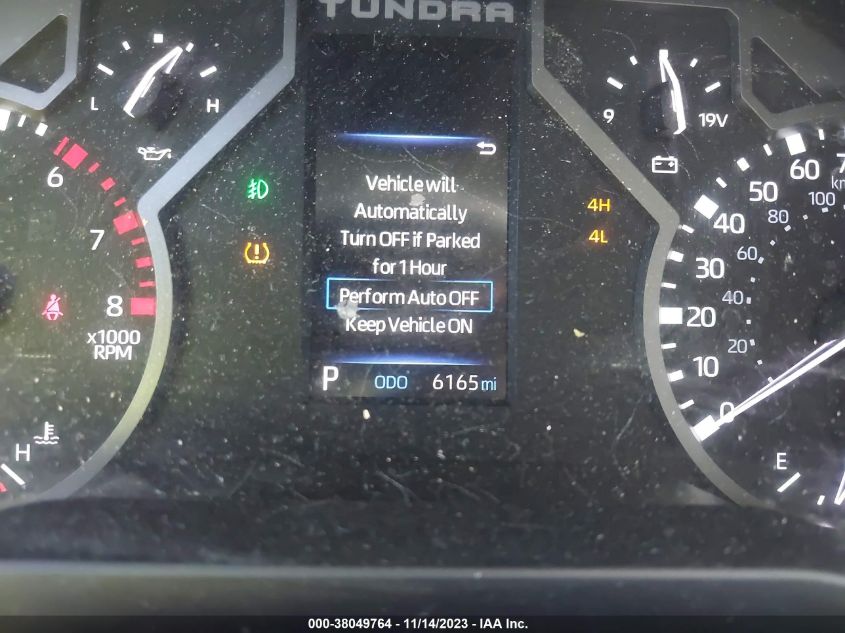 TUNDRA
L
H
9
19V
6
7
8
x1000
RPM
H
Vehicle will
Automatically
Turn OFF if Parked
for 1 Hour
Perform Auto OFF
Keep Vehicle ON
P ODO 6165 mi
4H
4L
60
7
km
50
100
40
80
30
60
20
40
10
20
0
E
000-38049764 - 11/14/2023 - IAA Inc.